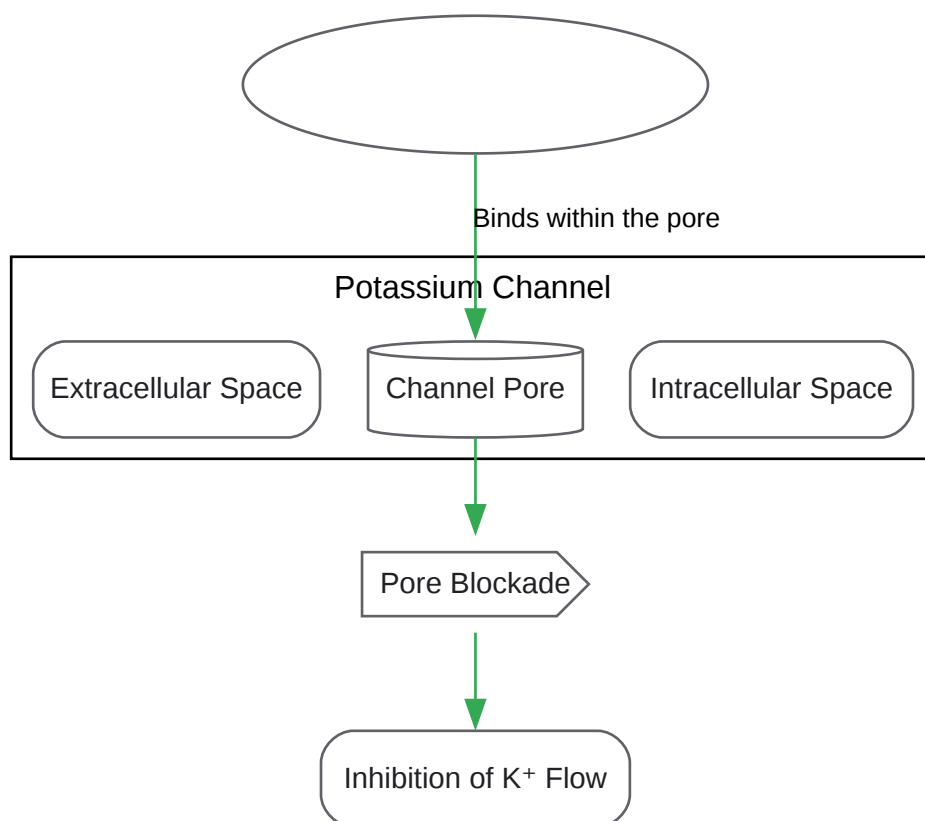 Binds within the pore
Potassium Channel
Extracellular Space
Channel Pore
Intracellular Space
Pore Blockade
Inhibition of K⁺ Flow